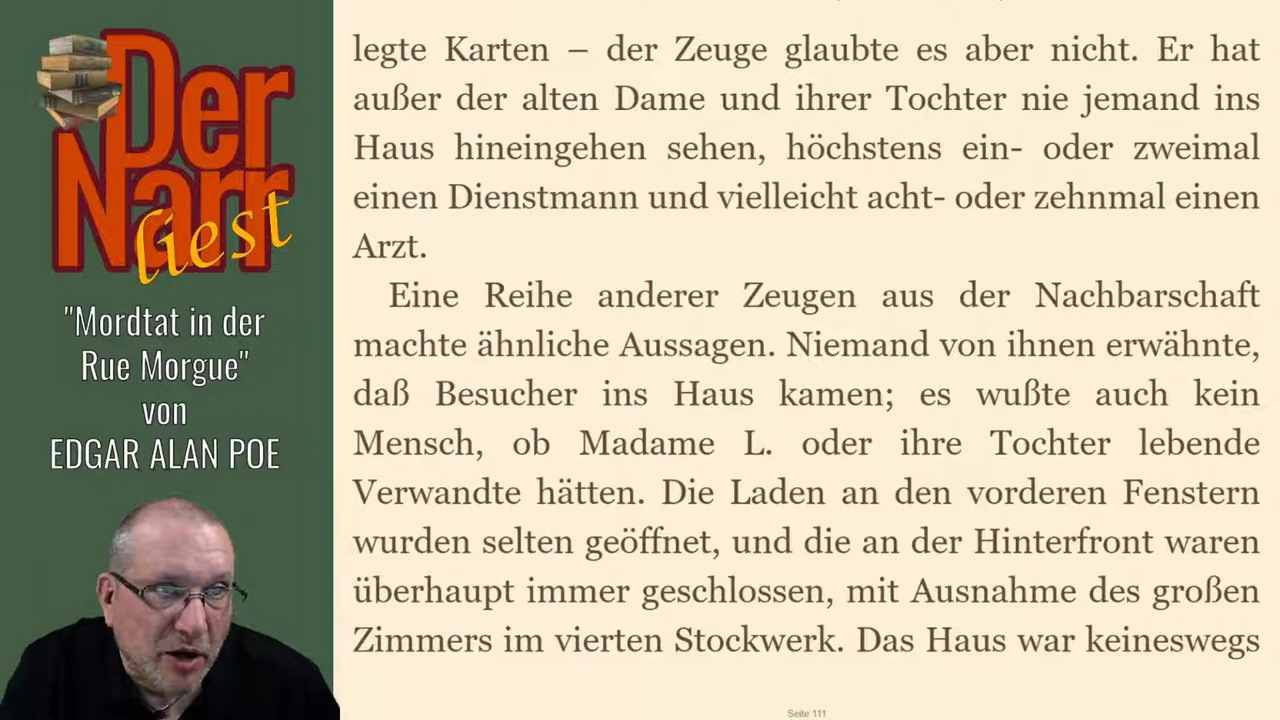 Der
Narr
liest
"Mordtat in der
Rue Morgue"
von
EDGAR ALAN POE
legte Karten – der Zeuge glaubte es aber nicht. Er hat
außer der alten Dame und ihrer Tochter nie jemand ins
Haus hineingehen sehen, höchstens ein- oder zweimal
einen Dienstmann und vielleicht acht- oder zehnmal einen
Arzt.
Eine Reihe anderer Zeugen aus der Nachbarschaft
machte ähnliche Aussagen. Niemand von ihnen erwähnte,
daß Besucher ins Haus kamen; es wußte auch kein
Mensch, ob Madame L. oder ihre Tochter lebende
Verwandte hätten. Die Laden an den vorderen Fenstern
wurden selten geöffnet, und die an der Hinterfront waren
überhaupt immer geschlossen, mit Ausnahme des großen
Zimmers im vierten Stockwerk. Das Haus war keineswegs
Seite 111